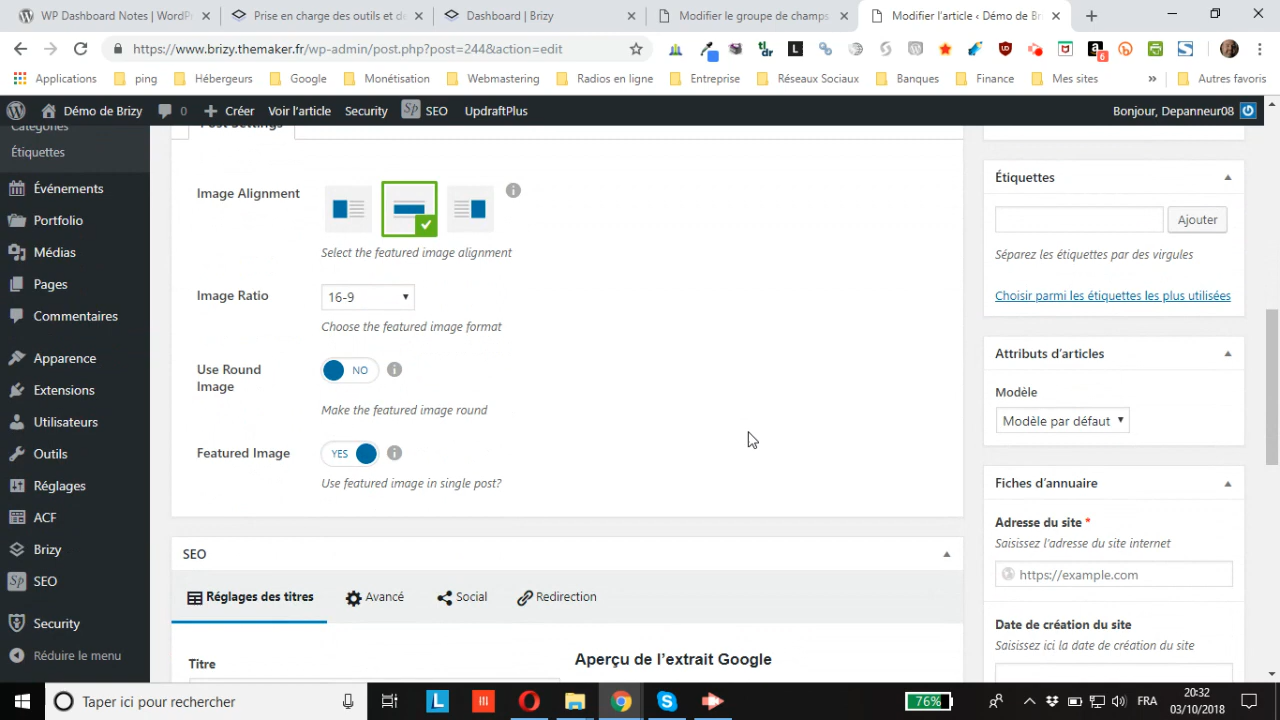 WP Dashboard Notes | WordPr
Prise en charge des outils et d
Dashboard | Brizy
Modifier le groupe de champs
Modifier l'article ‹ Démo de Bri
https://www.brizy.themaker.fr/wp-admin/post.php?post=244&action=edit
Applications
ping
Hébergeurs
Google
Monétisation
Webmastering
Radios en ligne
Entreprise
Réseaux Sociaux
Banques
Finance
Mes sites
»
Autres favoris
Démo de Brizy
0
Créer
Voir l'article
Security
SEO
UpdraftPlus
Bonjour, Depanneur08
Catégories
Étiquettes
Événements
Portfolio
Médias
Pages
Commentaires
Apparence
Extensions
Utilisateurs
Outils
Réglages
ACF
Brizy
SEO
Security
Réduire le menu
Post Settings
Image Alignment
Select the featured image alignment
Image Ratio
16-9
Choose the featured image format
Use Round
Image
NO
Make the featured image round
Featured Image
YES
Use featured image in single post?
SEO
Réglages des titres
Avancé
Social
Redirection
Titre
Aperçu de l'extrait Google
Étiquettes
Ajouter
Séparez les étiquettes par des virgules
Choisir parmi les étiquettes les plus utilisées
Attributs d'articles
Modèle
Modèle par défaut
Fiches d'annuaire
Adresse du site *
Saisissez l'adresse du site internet
https://example.com
Date de création du site
Saisissez ici la date de création du site
Taper ici pour rechercher
76%
FRA
20:32
03/10/2018